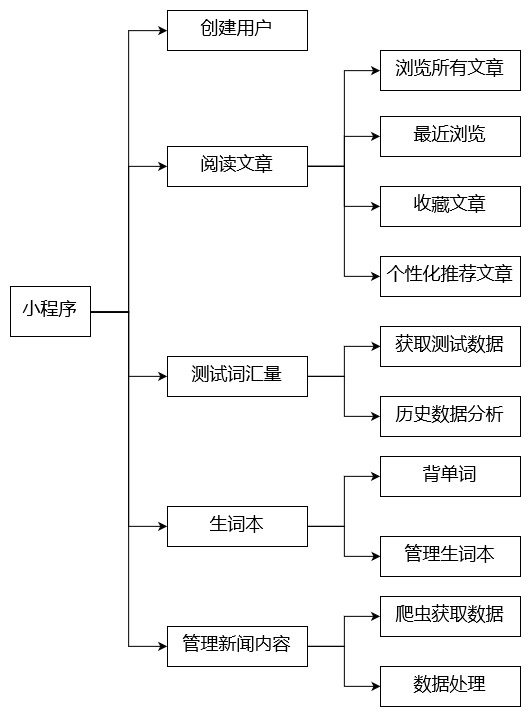 小程序
创建用户
阅读文章
浏览所有文章
最近浏览
收藏文章
个性化推荐文章
测试词汇量
获取测试数据
历史数据分析
生词本
背单词
管理生词本
管理新闻内容
爬虫获取数据
数据处理